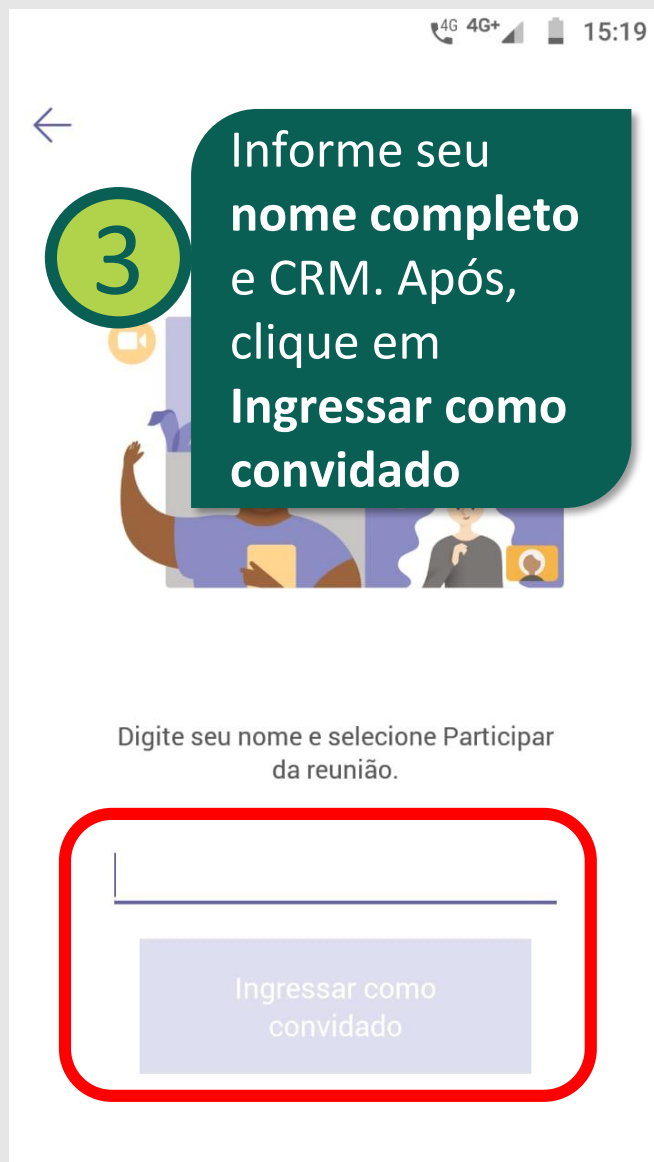 4G 4G+ 15:19
3
Informe seu
nome completo
e CRM. Após,
clique em
Ingressar como
convidado
Digite seu nome e selecione Participar
da reunião.
Ingressar como
convidado